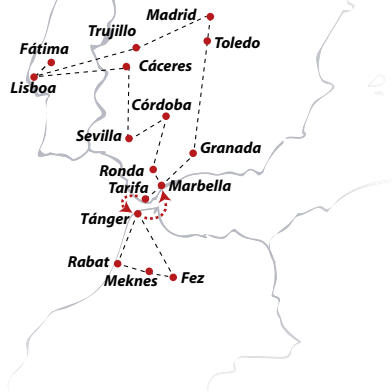 Madrid
Trujillo
Toledo
Fátima
Cáceres
Lisboa
Córdoba
Sevilla
Granada
Ronda
Tarifa
Marbella
Tánger
Rabat
Meknes
Fez